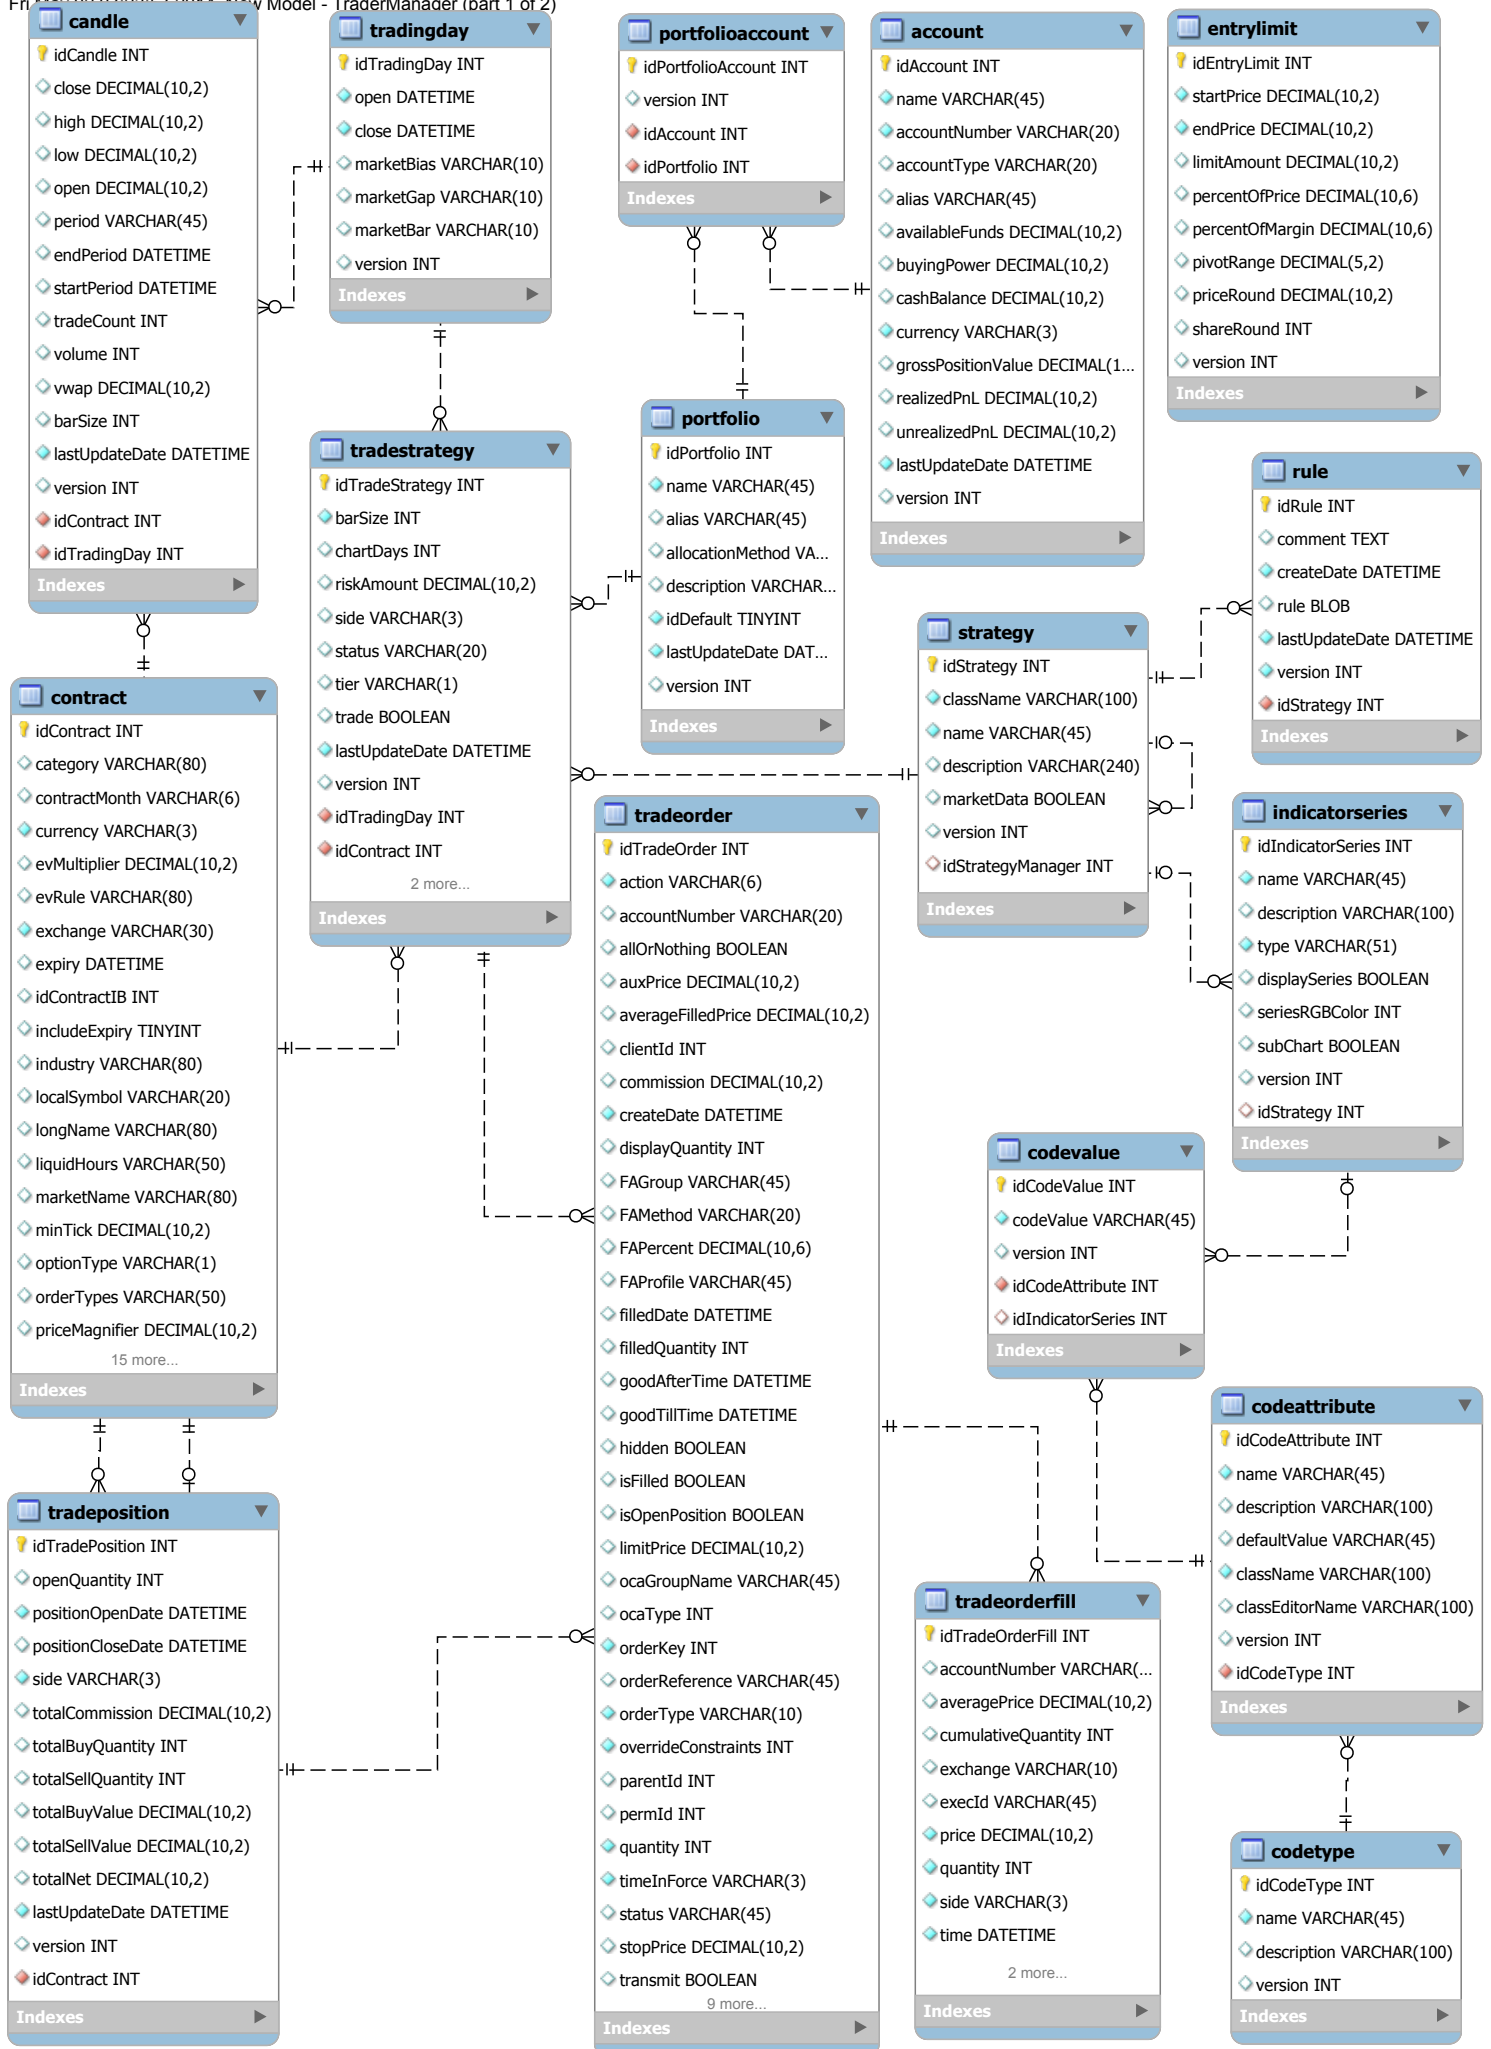 New Model - TraderManager (part 1 of 2)
candle
idCandle INT
close DECIMAL(10,2)
high DECIMAL(10,2)
low DECIMAL(10,2)
open DECIMAL(10,2)
period VARCHAR(45)
endPeriod DATETIME
startPeriod DATETIME
tradeCount INT
volume INT
vwap DECIMAL(10,2)
barSize INT
lastUpdateDate DATETIME
version INT
idContract INT
idTradingDay INT
Indexes
tradingday
idTradingDay INT
open DATETIME
close DATETIME
marketBias VARCHAR(10)
marketGap VARCHAR(10)
marketBar VARCHAR(10)
version INT
Indexes
portfolioaccount
idPortfolioAccount INT
version INT
idAccount INT
idPortfolio INT
Indexes
account
idAccount INT
name VARCHAR(45)
accountNumber VARCHAR(20)
accountType VARCHAR(20)
alias VARCHAR(45)
availableFunds DECIMAL(10,2)
buyingPower DECIMAL(10,2)
cashBalance DECIMAL(10,2)
currency VARCHAR(3)
grossPositionValue DECIMAL(1...
realizedPnL DECIMAL(10,2)
unrealizedPnL DECIMAL(10,2)
lastUpdateDate DATETIME
version INT
Indexes
entrylimit
idEntryLimit INT
startPrice DECIMAL(10,2)
endPrice DECIMAL(10,2)
limitAmount DECIMAL(10,2)
percentOfPrice DECIMAL(10,6)
percentOfMargin DECIMAL(10,6)
pivotRange DECIMAL(5,2)
priceRound DECIMAL(10,2)
shareRound INT
version INT
Indexes
tradestrategy
idTradeStrategy INT
barSize INT
chartDays INT
riskAmount DECIMAL(10,2)
side VARCHAR(3)
status VARCHAR(20)
tier VARCHAR(1)
trade BOOLEAN
lastUpdateDate DATETIME
version INT
idTradingDay INT
idContract INT
2 more...
Indexes
portfolio
idPortfolio INT
name VARCHAR(45)
alias VARCHAR(45)
allocationMethod VA...
description VARCHAR...
idDefault TINYINT
lastUpdateDate DAT...
version INT
Indexes
rule
idRule INT
comment TEXT
createDate DATETIME
rule BLOB
lastUpdateDate DATETIME
version INT
idStrategy INT
Indexes
strategy
idStrategy INT
className VARCHAR(100)
name VARCHAR(45)
description VARCHAR(240)
marketData BOOLEAN
version INT
idStrategyManager INT
Indexes
contract
idContract INT
category VARCHAR(80)
contractMonth VARCHAR(6)
currency VARCHAR(3)
evMultiplier DECIMAL(10,2)
evRule VARCHAR(80)
exchange VARCHAR(30)
expiry DATETIME
idContractIB INT
includeExpiry TINYINT
industry VARCHAR(80)
localSymbol VARCHAR(20)
longName VARCHAR(80)
liquidHours VARCHAR(50)
marketName VARCHAR(80)
minTick DECIMAL(10,2)
optionType VARCHAR(1)
orderTypes VARCHAR(50)
priceMagnifier DECIMAL(10,2)
15 more...
Indexes
tradeorder
idTradeOrder INT
action VARCHAR(6)
accountNumber VARCHAR(20)
allOrNothing BOOLEAN
auxPrice DECIMAL(10,2)
averageFilledPrice DECIMAL(10,2)
clientId INT
commission DECIMAL(10,2)
createDate DATETIME
displayQuantity INT
FAGroup VARCHAR(45)
FAMethod VARCHAR(20)
FAPercent DECIMAL(10,6)
FAProfile VARCHAR(45)
filledDate DATETIME
filledQuantity INT
goodAfterTime DATETIME
goodTillTime DATETIME
hidden BOOLEAN
isFilled BOOLEAN
isOpenPosition BOOLEAN
limitPrice DECIMAL(10,2)
ocaGroupName VARCHAR(45)
ocaType INT
orderKey INT
orderReference VARCHAR(45)
orderType VARCHAR(10)
overrideConstraints INT
parentId INT
permId INT
quantity INT
timeInForce VARCHAR(3)
status VARCHAR(45)
stopPrice DECIMAL(10,2)
transmit BOOLEAN
9 more...
Indexes
indicatorseries
idIndicatorSeries INT
name VARCHAR(45)
description VARCHAR(100)
type VARCHAR(51)
displaySeries BOOLEAN
seriesRGBColor INT
subChart BOOLEAN
version INT
idStrategy INT
Indexes
codevalue
idCodeValue INT
codeValue VARCHAR(45)
version INT
idCodeAttribute INT
idIndicatorSeries INT
Indexes
codeattribute
idCodeAttribute INT
name VARCHAR(45)
description VARCHAR(100)
defaultValue VARCHAR(45)
className VARCHAR(100)
classEditorName VARCHAR(100)
version INT
idCodeType INT
Indexes
tradeposition
idTradePosition INT
openQuantity INT
positionOpenDate DATETIME
positionCloseDate DATETIME
side VARCHAR(3)
totalCommission DECIMAL(10,2)
totalBuyQuantity INT
totalSellQuantity INT
totalBuyValue DECIMAL(10,2)
totalSellValue DECIMAL(10,2)
totalNet DECIMAL(10,2)
lastUpdateDate DATETIME
version INT
idContract INT
Indexes
tradeorderfill
idTradeOrderFill INT
accountNumber VARCHAR(...
averagePrice DECIMAL(10,2)
cumulativeQuantity INT
exchange VARCHAR(10)
execId VARCHAR(45)
price DECIMAL(10,2)
quantity INT
side VARCHAR(3)
time DATETIME
2 more...
Indexes
codetype
idCodeType INT
name VARCHAR(45)
description VARCHAR(100)
version INT
Indexes